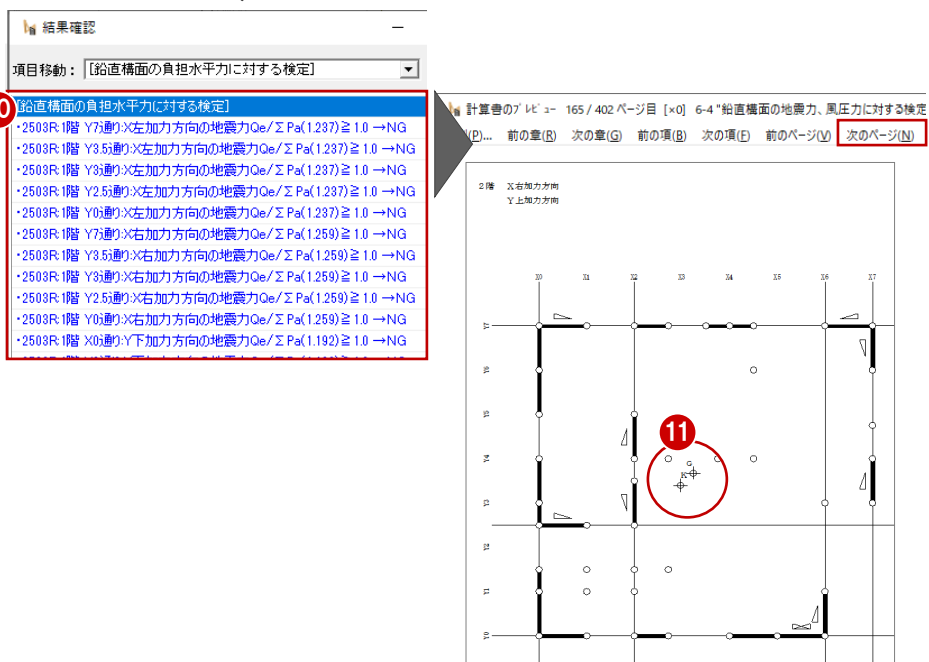 結果確認
項目移動： [鉛直構面の負担水平力に対する検定]
[鉛直構面の負担水平力に対する検定]
・2503R:1階 Y7通り:X左加力方向の地震力Qe/ΣPa(1.237)≧1.0 →NG
・2503R:1階 Y3.5通り:X左加力方向の地震力Qe/ΣPa(1.237)≧1.0 →NG
・2503R:1階 Y3通り:X左加力方向の地震力Qe/ΣPa(1.237)≧1.0 →NG
・2503R:1階 Y2.5通り:X左加力方向の地震力Qe/ΣPa(1.237)≧1.0 →NG
・2503R:1階 Y0通り:X左加力方向の地震力Qe/ΣPa(1.237)≧1.0 →NG
・2503R:1階 Y7通り:X右加力方向の地震力Qe/ΣPa(1.259)≧1.0 →NG
・2503R:1階 Y3.5通り:X右加力方向の地震力Qe/ΣPa(1.259)≧1.0 →NG
・2503R:1階 Y3通り:X右加力方向の地震力Qe/ΣPa(1.259)≧1.0 →NG
・2503R:1階 Y2.5通り:X右加力方向の地震力Qe/ΣPa(1.259)≧1.0 →NG
・2503R:1階 Y0通り:X右加力方向の地震力Qe/ΣPa(1.259)≧1.0 →NG
・2503R:1階 X0通り:Y下加力方向の地震力Qe/ΣPa(1.192)≧1.0 →NG
計算書のプレビュー 165 / 402 ページ目 [×0] 6-4 "鉛直構面の地震力、風圧力に対する検定
(P)... 前の章(R) 次の章(G) 前の項(B) 次の項(F) 前のページ(V) 次のページ(N)
2階 X右加力方向
Y上加力方向
X0 X1 X2 X3 X4 X5 X6 X7
Y7
Y6
Y5
11
Y4
G
K
Y3
Y2
Y1
Y0